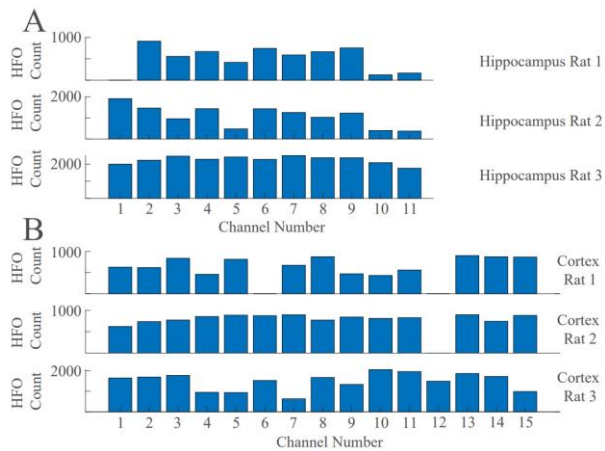 A
1000
HFO
Count
Hippocampus Rat 1
2000
HFO
Count
Hippocampus Rat 2
2000
HFO
Count
Hippocampus Rat 3
1 2 3 4 5 6 7 8 9 10 11
Channel Number
B
1000
HFO
Count
Cortex
Rat 1
1000
HFO
Count
Cortex
Rat 2
2000
HFO
Count
Cortex
Rat 3
1 2 3 4 5 6 7 8 9 10 11 12 13 14 15
Channel Number